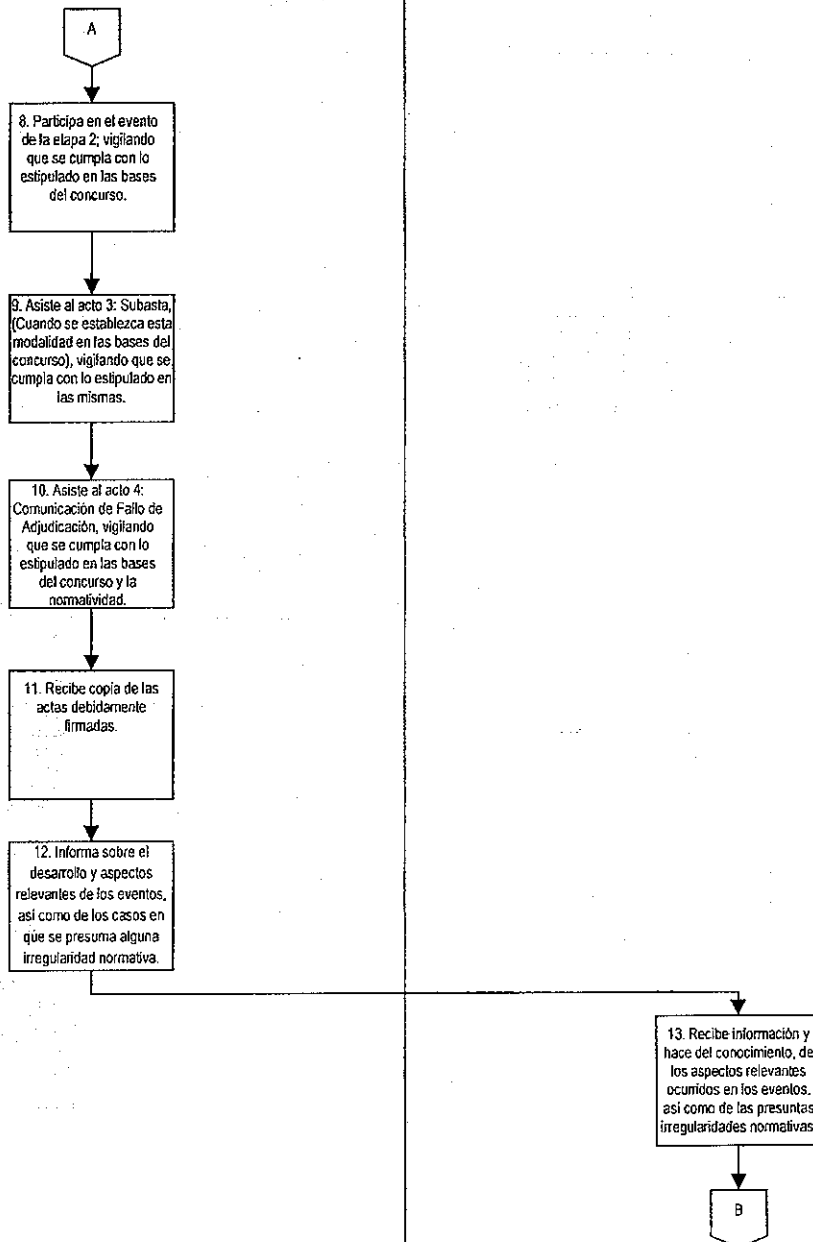 A
8. Participa en el evento
de la etapa 2; vigilando
que se cumpla con lo
estipulado en las bases
del concurso.
9. Asiste al acto 3: Subasta,
(Cuando se establezca esta
modalidad en las bases del
concurso), vigilando que se
cumpla con lo estipulado en
las mismas.
10. Asiste al acto 4:
Comunicación de Fallo de
Adjudicación, vigilando
que se cumpla con lo
estipulado en las bases
del concurso y la
normatividad.
11. Recibe copia de las
actas debidamente
firmadas.
12. Informa sobre el
desarrollo y aspectos
relevantes de los eventos,
así como de los casos en
que se presuma alguna
irregularidad normativa.
13. Recibe información y
hace del conocimiento, de
los aspectos relevantes
ocurridos en los eventos,
así como de las presuntas
irregularidades normativas
B